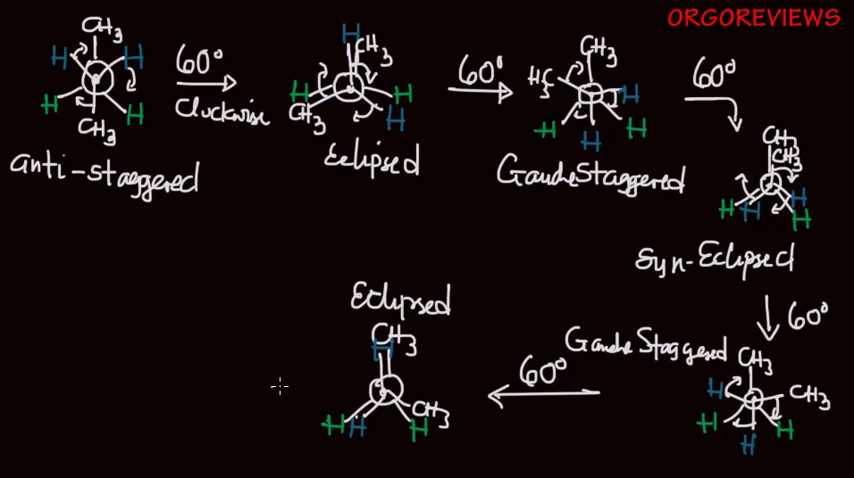 ORGOREVIEWS
CH3
H H
H H
CH3
Anti-Staggered
60°
Clockwise
H
CH3
H H
CH3 H
Eclipsed
60°
CH3
H3C H
H H H
Gauche Staggered
60°
CH3
CH3
H H H
H
Syn-Eclipsed
60°
Gauche Staggered
CH3
H CH3
H H
H
60°
Eclipsed
CH3
H
CH3
H H H